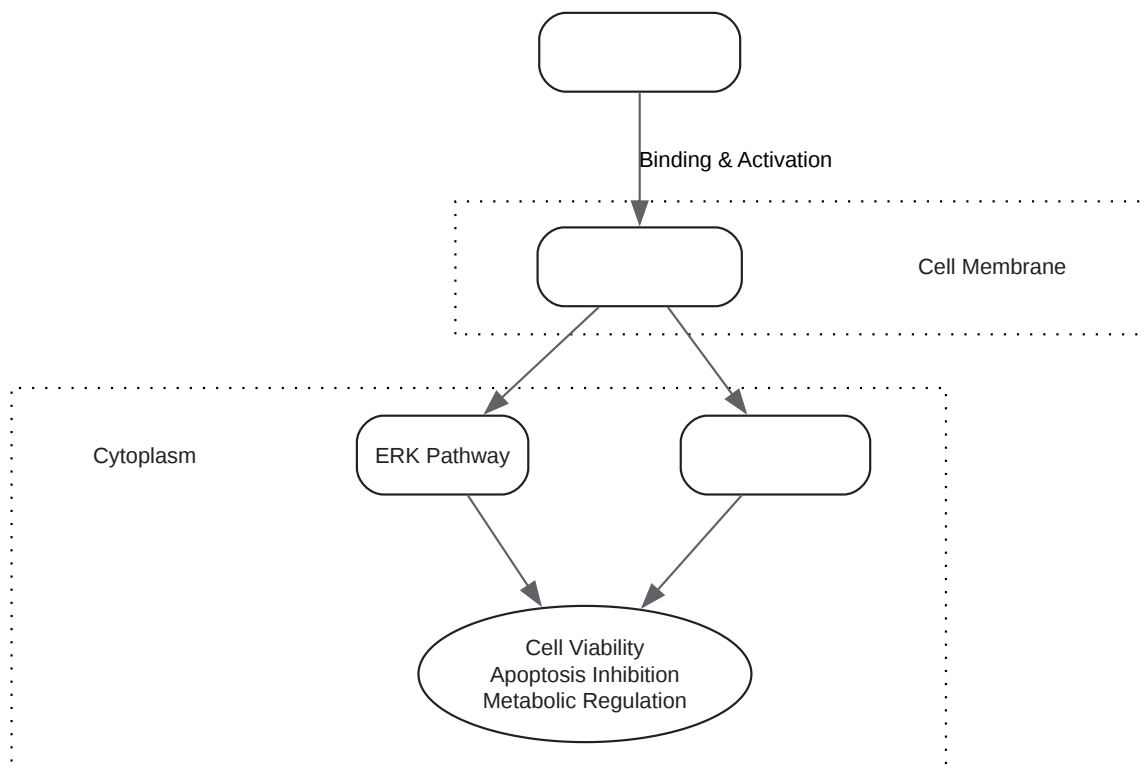 Binding & Activation
Cell Membrane
Cytoplasm
ERK Pathway
Cell Viability
Apoptosis Inhibition
Metabolic Regulation